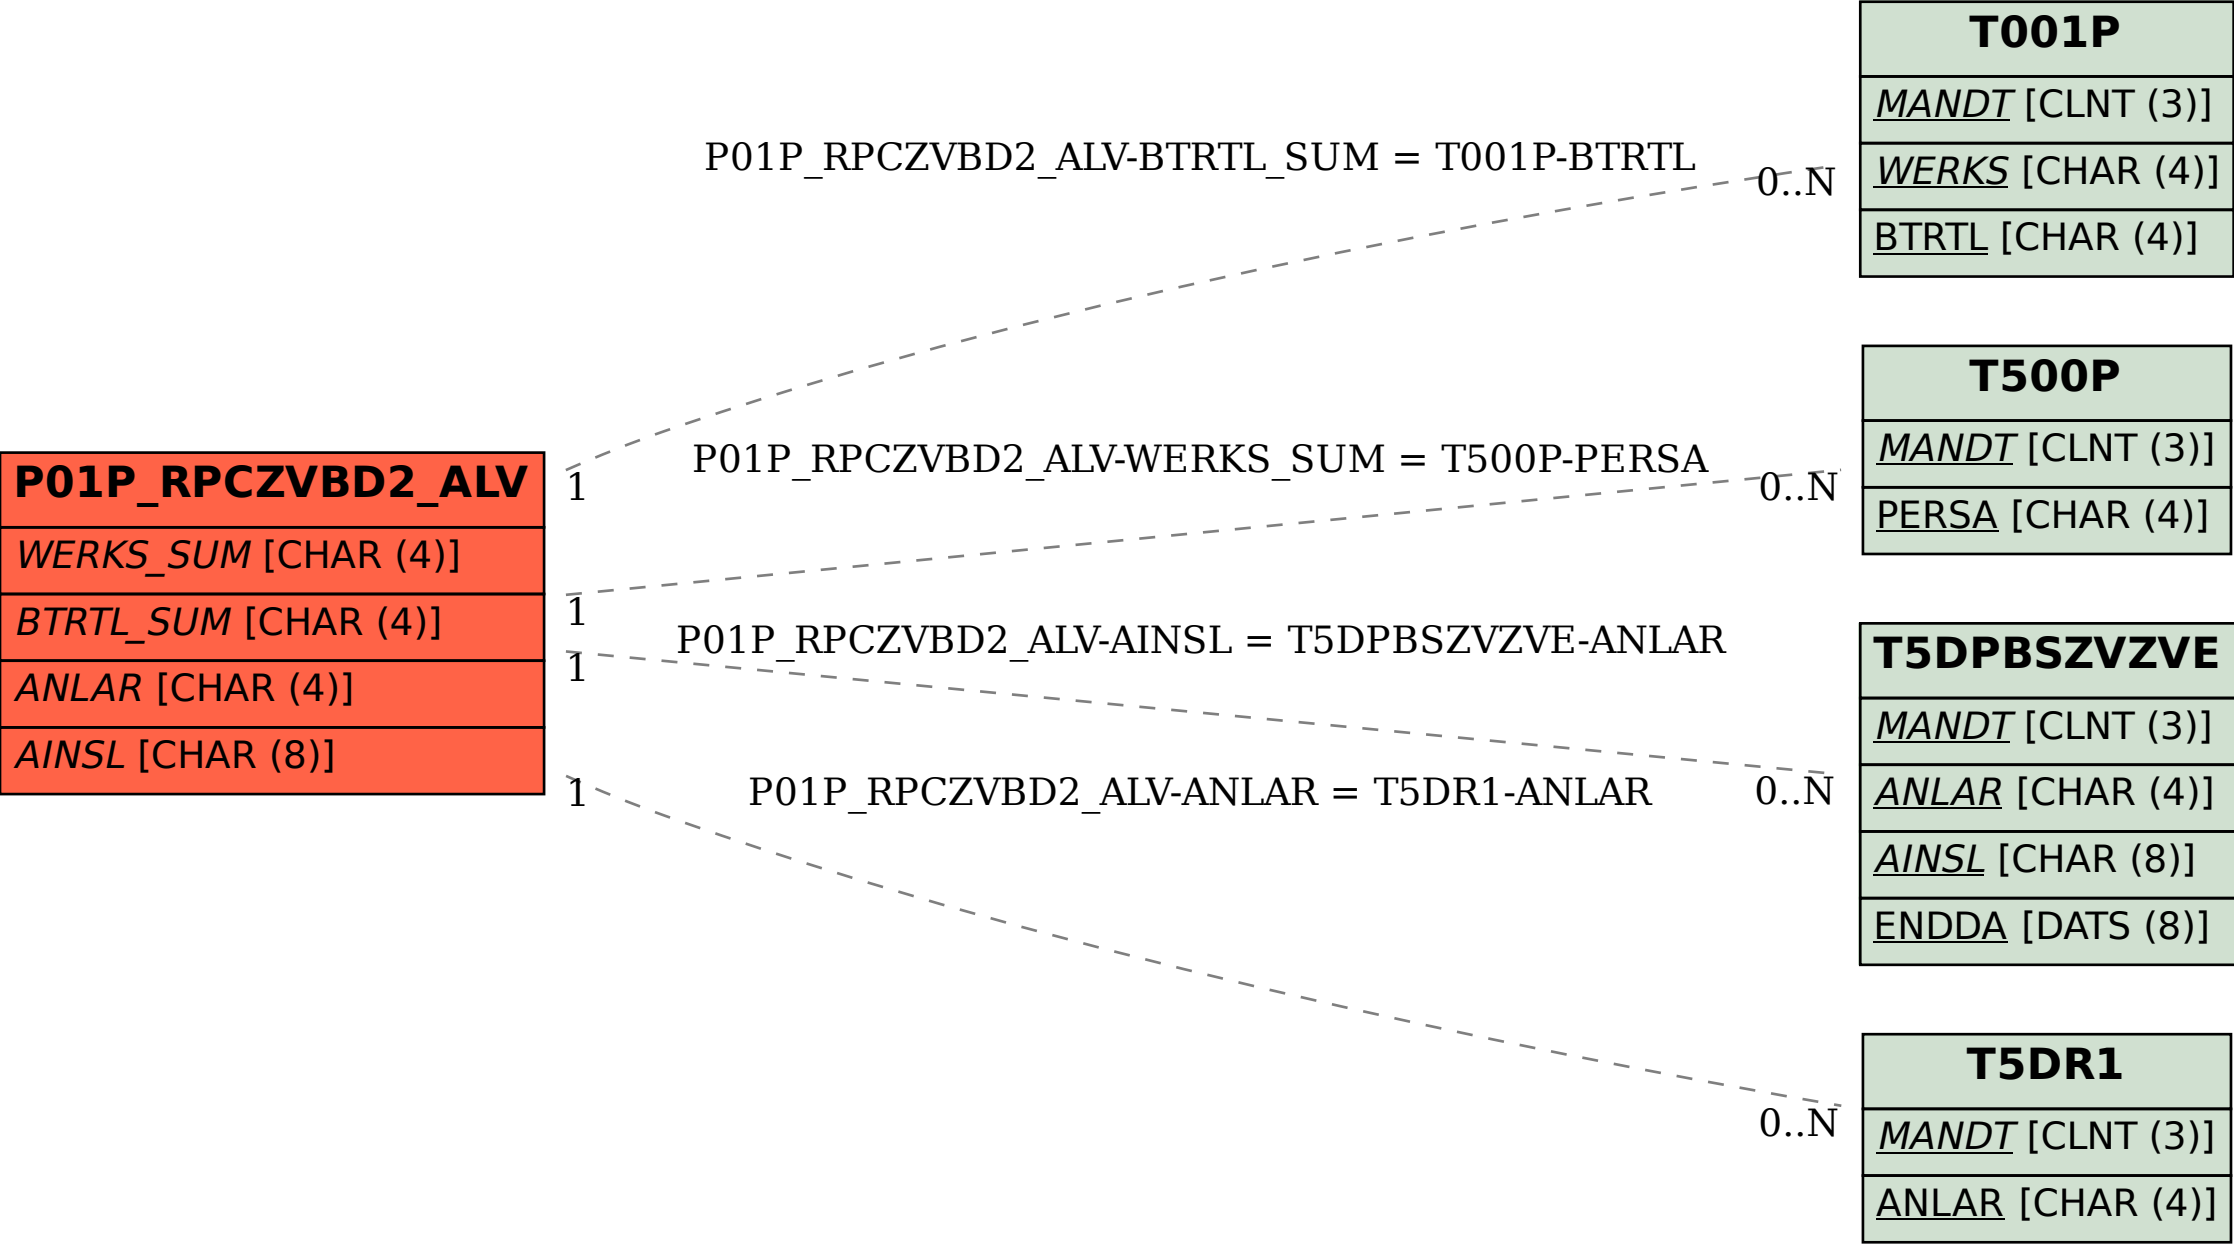 P01P_RPCZVBD2_ALV
WERKS_SUM [CHAR (4)]
BTRTL_SUM [CHAR (4)]
ANLAR [CHAR (4)]
AINSL [CHAR (8)]
P01P_RPCZVBD2_ALV-BTRTL_SUM = T001P-BTRTL
1
0..N
P01P_RPCZVBD2_ALV-WERKS_SUM = T500P-PERSA
1
0..N
P01P_RPCZVBD2_ALV-AINSL = T5DPBSZVZVE-ANLAR
1
0..N
P01P_RPCZVBD2_ALV-ANLAR = T5DR1-ANLAR
1
0..N
T001P
MANDT [CLNT (3)]
WERKS [CHAR (4)]
BTRTL [CHAR (4)]
T500P
MANDT [CLNT (3)]
PERSA [CHAR (4)]
T5DPBSZVZVE
MANDT [CLNT (3)]
ANLAR [CHAR (4)]
AINSL [CHAR (8)]
ENDDA [DATS (8)]
T5DR1
MANDT [CLNT (3)]
ANLAR [CHAR (4)]